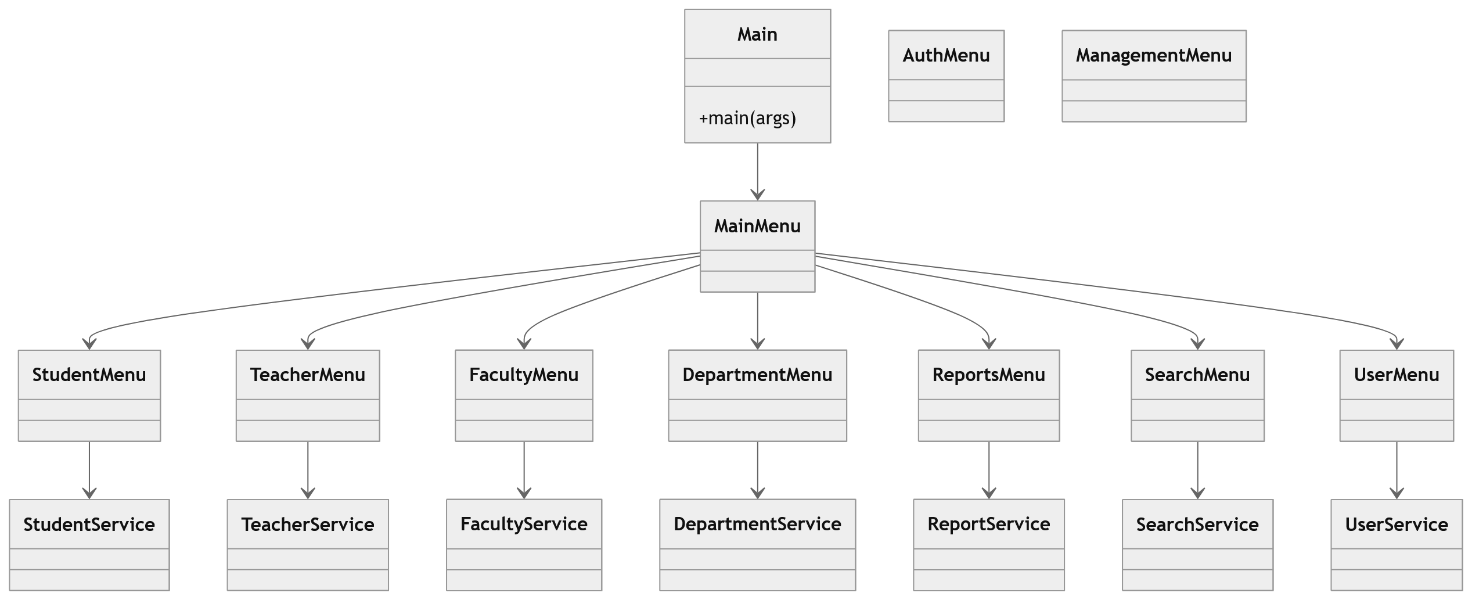 Main
+main(args)
AuthMenu
ManagementMenu
MainMenu
StudentMenu
TeacherMenu
FacultyMenu
DepartmentMenu
ReportsMenu
SearchMenu
UserMenu
StudentService
TeacherService
FacultyService
DepartmentService
ReportService
SearchService
UserService